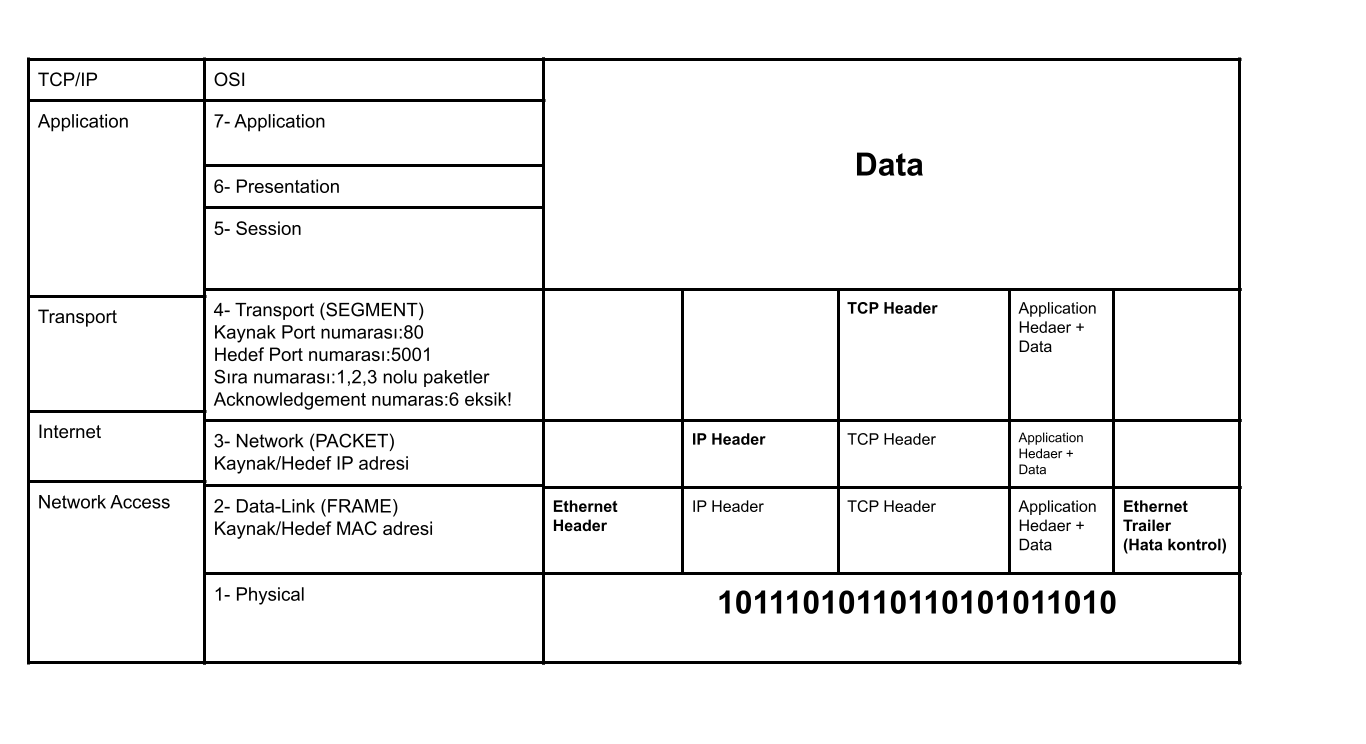 TCP/IP
OSI
Data
Application
7- Application
6- Presentation
5- Session
Transport
4- Transport (SEGMENT)
Kaynak Port numarası:80
Hedef Port numarası:5001
Sıra numarası:1,2,3 nolu paketler
Acknowledgement numaras:6 eksik!
TCP Header
Application
Hedaer +
Data
Internet
3- Network (PACKET)
Kaynak/Hedef IP adresi
IP Header
TCP Header
Application
Hedaer +
Data
Network Access
2- Data-Link (FRAME)
Kaynak/Hedef MAC adresi
Ethernet
Header
IP Header
TCP Header
Application
Hedaer +
Data
Ethernet
Trailer
(Hata kontrol)
1- Physical
10111010110110101011010